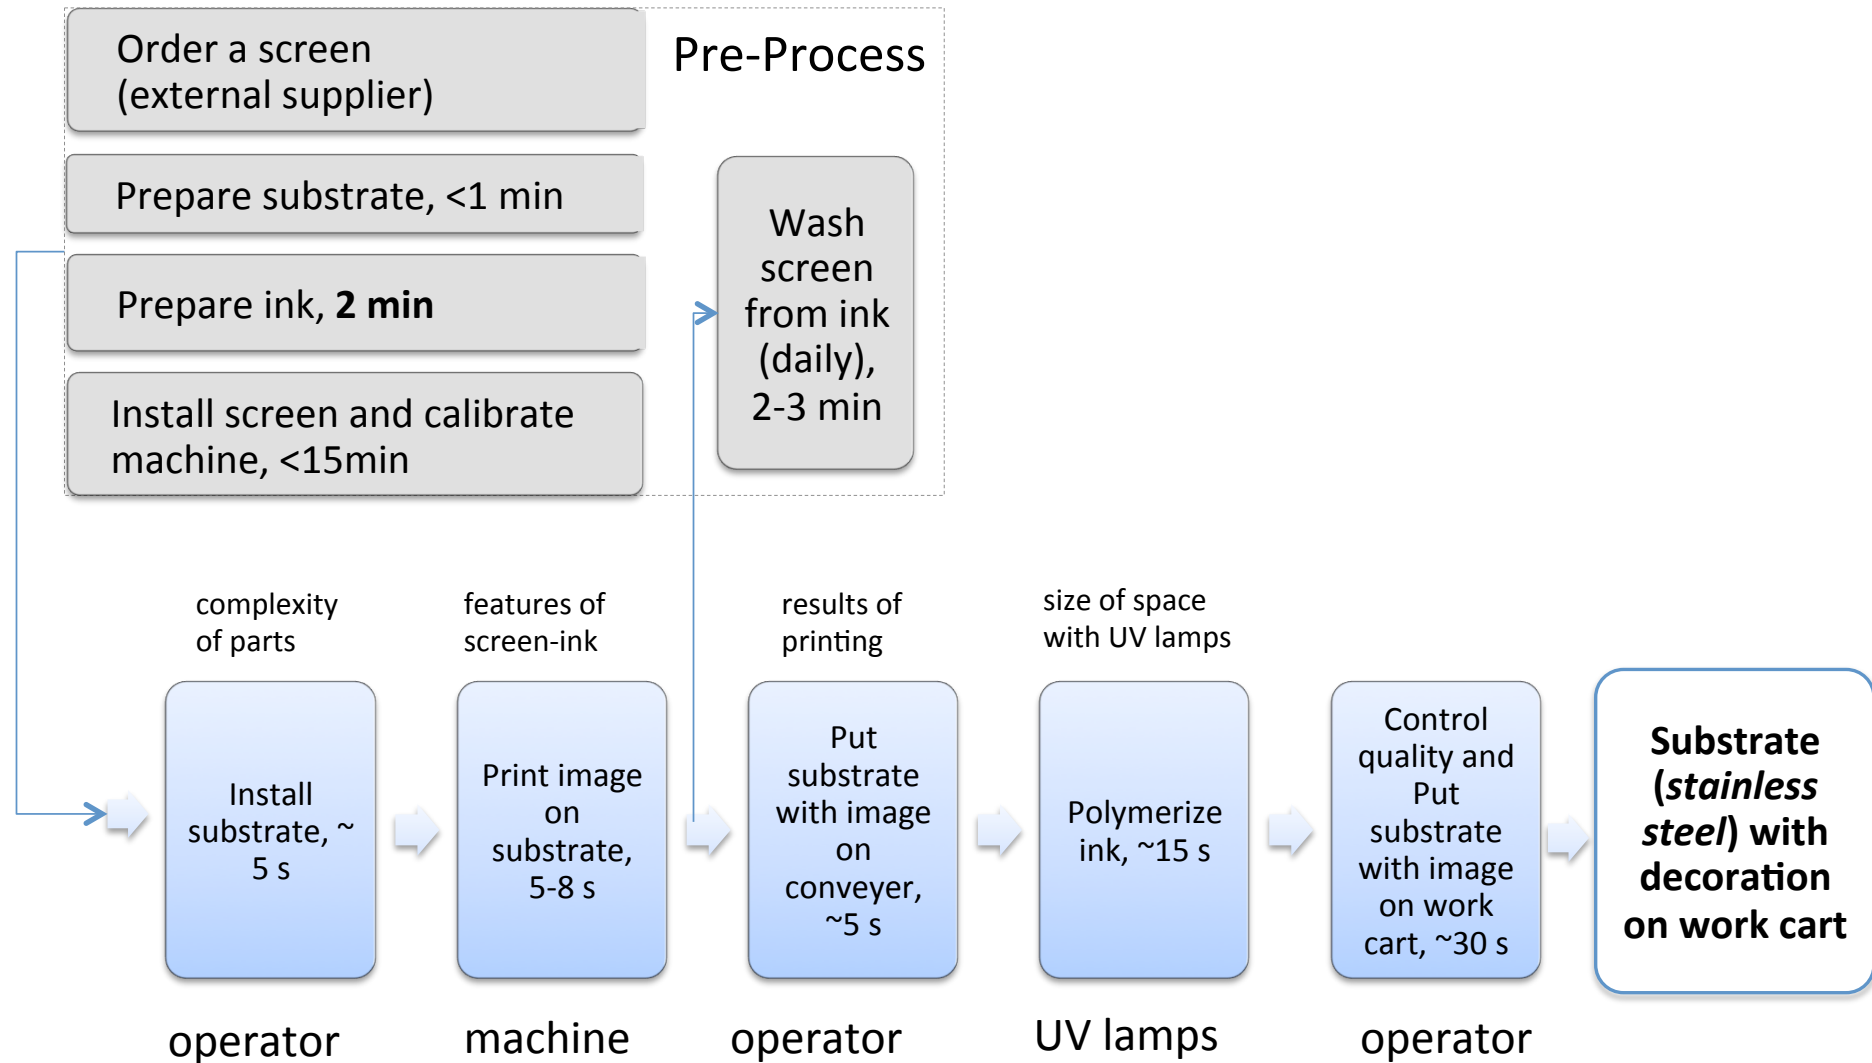 Order a screen
(external supplier)
Pre-Process
Prepare substrate, <1 min
Prepare ink, 2 min
Install screen and calibrate
machine, <15min
Wash
screen
from ink
(daily),
2-3 min
complexity
of parts
features of
screen-ink
results of
printing
size of space
with UV lamps
Install
substrate, ~
5 s
Print image
on
substrate,
5-8 s
Put
substrate
with image
on
conveyer,
~5 s
Polymerize
ink, ~15 s
Control
quality and
Put
substrate
with image
on work
cart, ~30 s
Substrate
(stainless
steel) with
decoration
on work cart
operator
machine
operator
UV lamps
operator